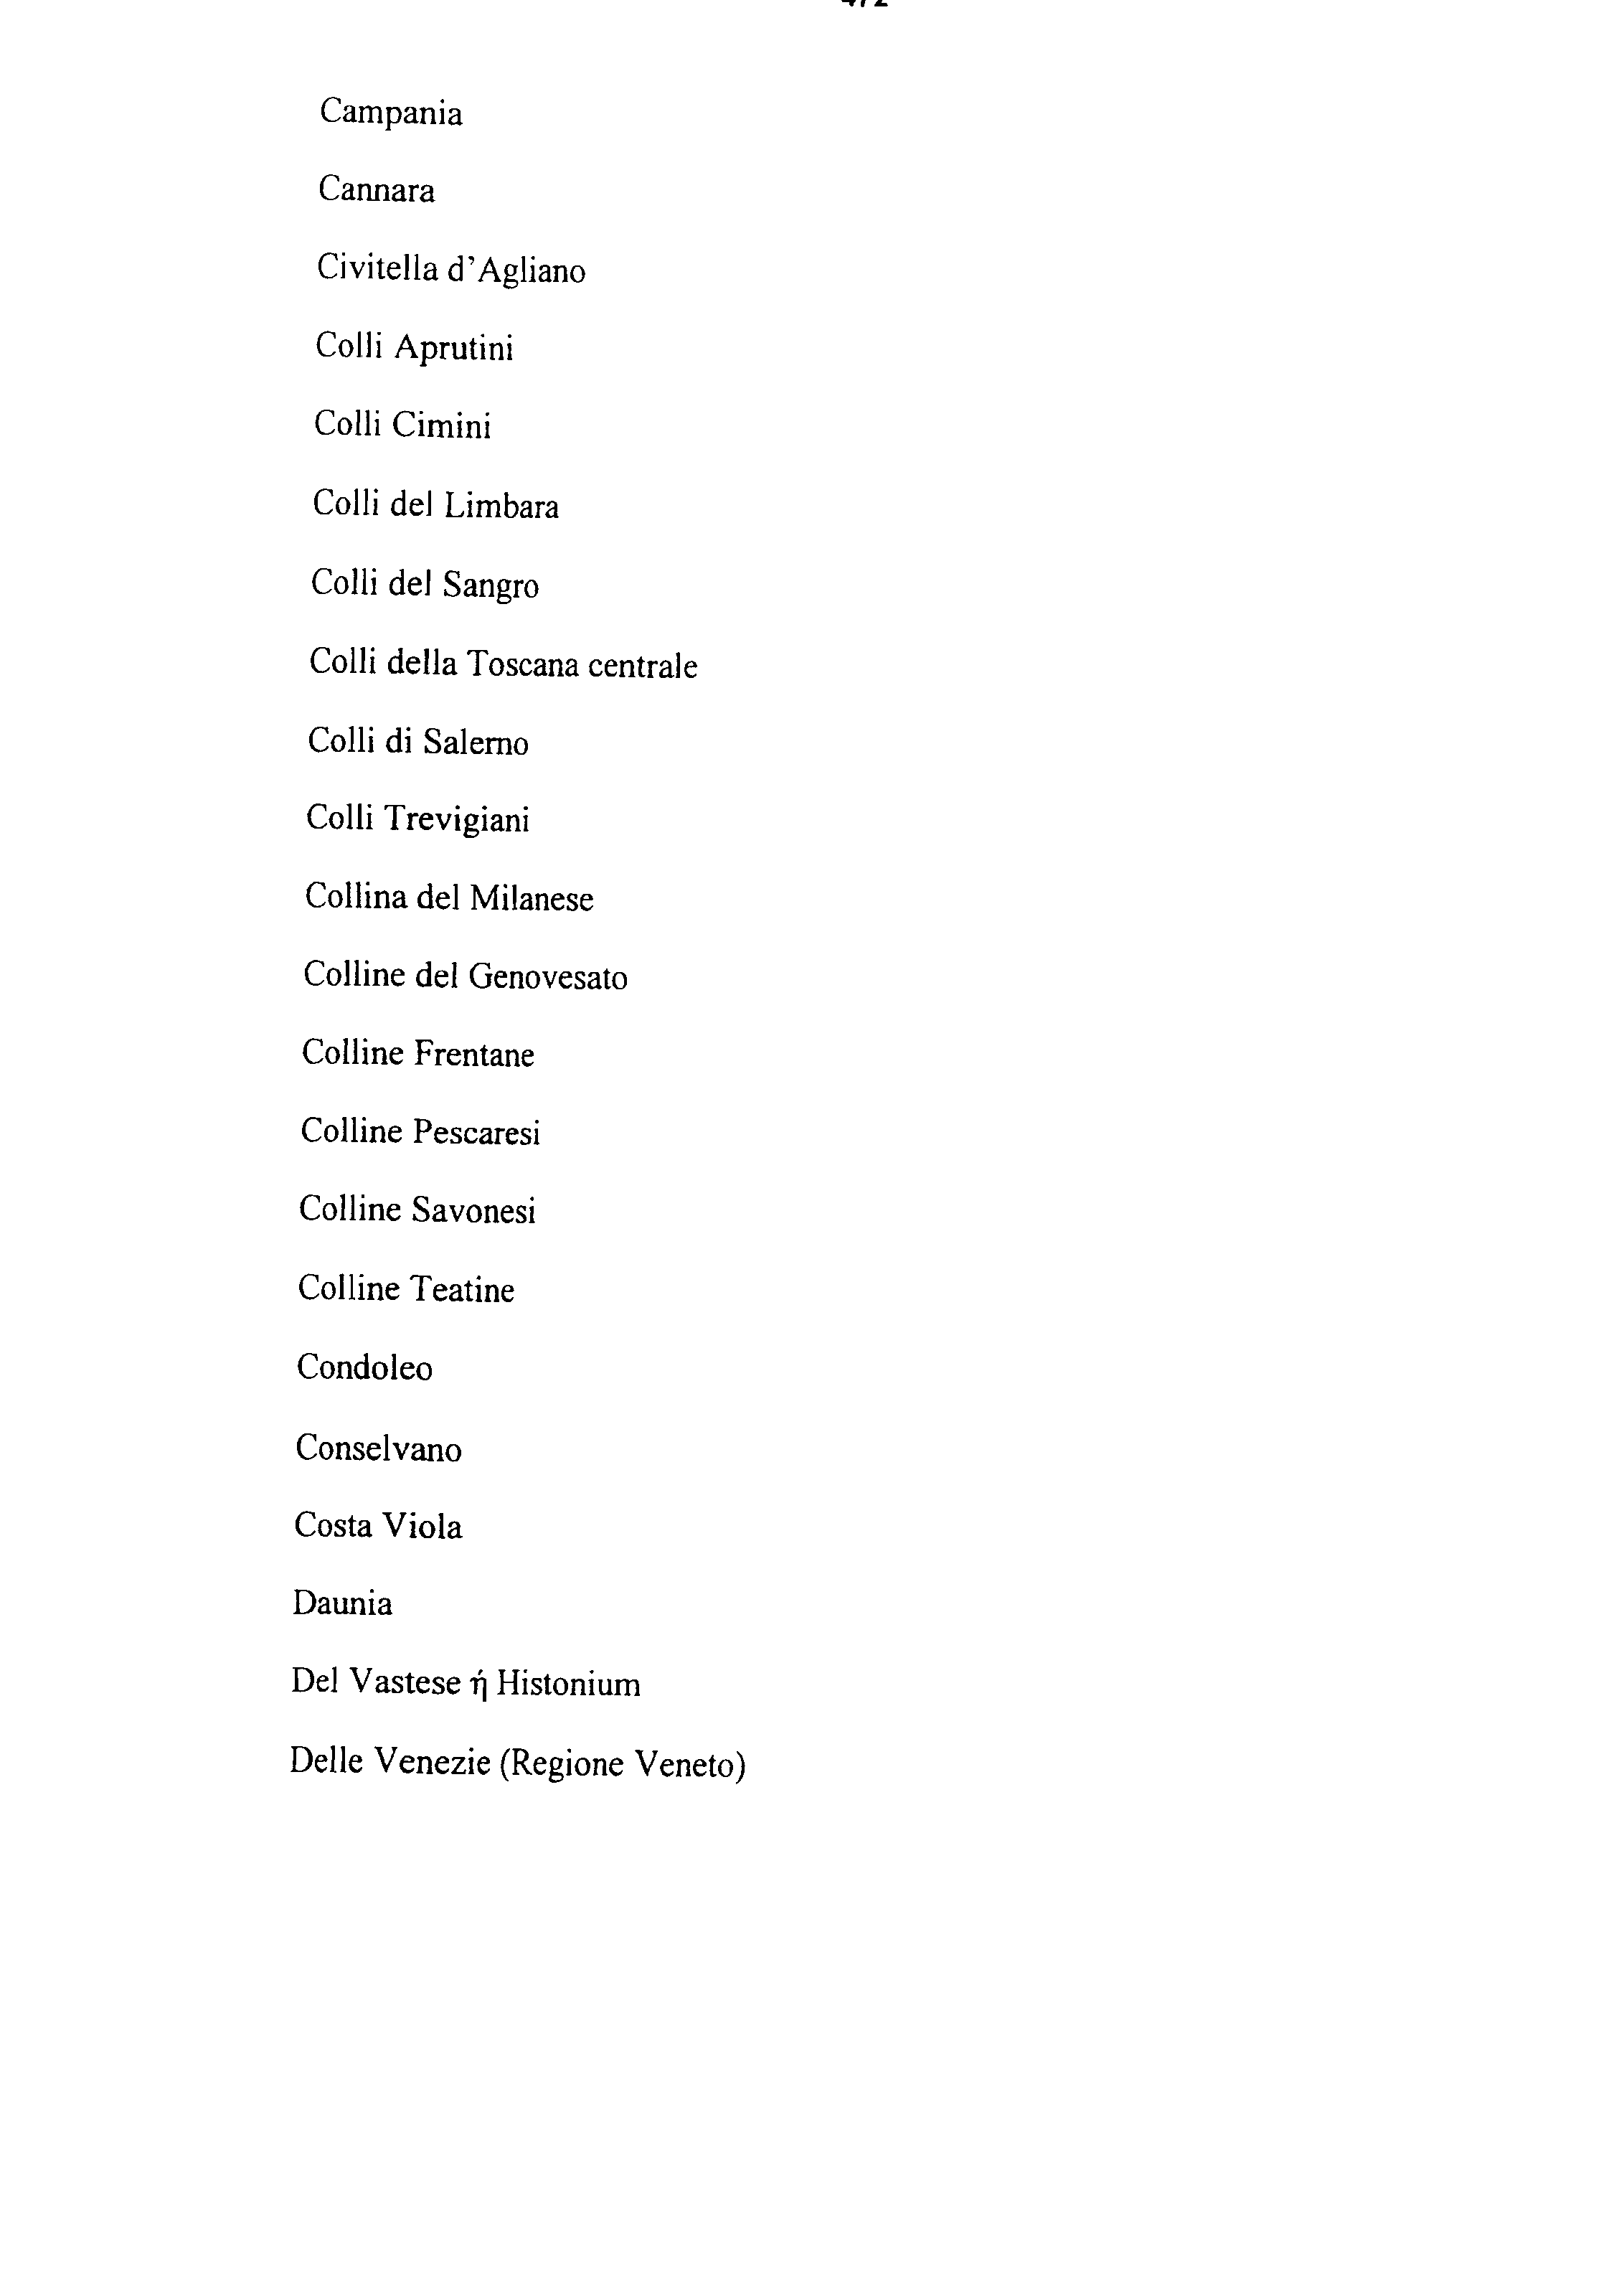 Campania
Cannara
Civitella d'Agliano
Colli Aprutini
Colli Cimini
Colli del Limbara
Colli del Sangro
Colli della Toscana centrale
Colli di Salerno
Colli Trevigiani
Collina del Milanese
Colline del Genovesato
Colline Frentane
Colline Pescaresi
Colline Savonesi
Colline Teatine
Condoleo
Conselvano
Costa Viola
Daunia
Del Vastese ή Histonium
Delle Venezie (Regione Veneto)